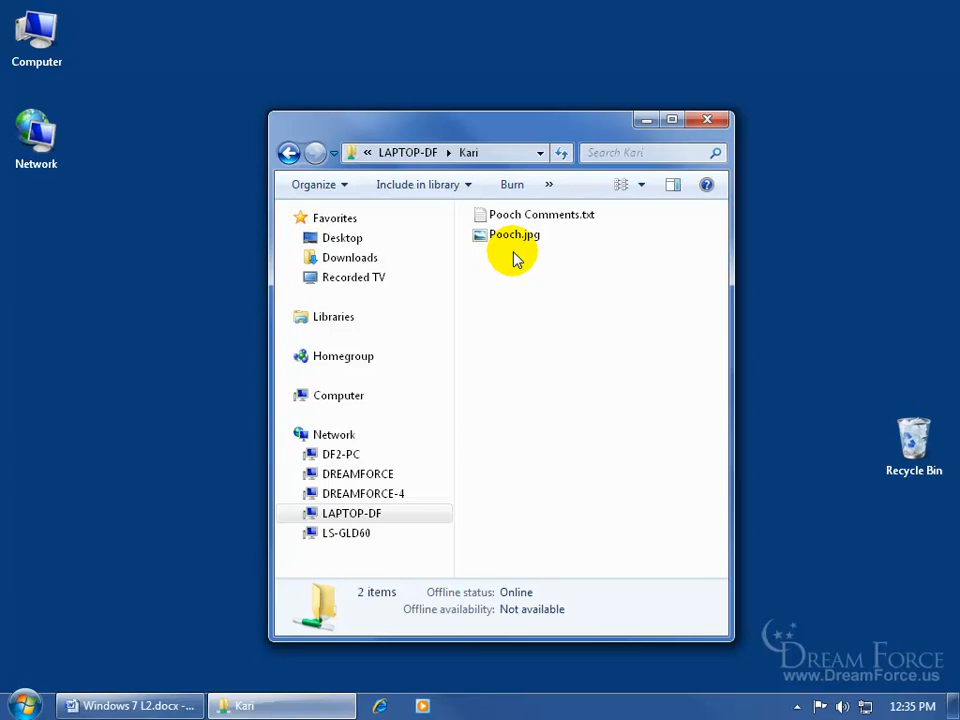 Computer
Network
« LAPTOP-DF Kari
Search Kari
Organize Include in library Burn »
Favorites
Desktop
Downloads
Recorded TV
Libraries
Homegroup
Computer
Network
DF2-PC
DREAMFORCE
DREAMFORCE-4
LAPTOP-DF
LS-GLD60
Pooch Comments.txt
Pooch.jpg
2 items Offline status: Online
Offline availability: Not available
Recycle Bin
DREAM FORCE
www.DreamForce.us
Windows 7 L2.docx -...
Kari
12:35 PM